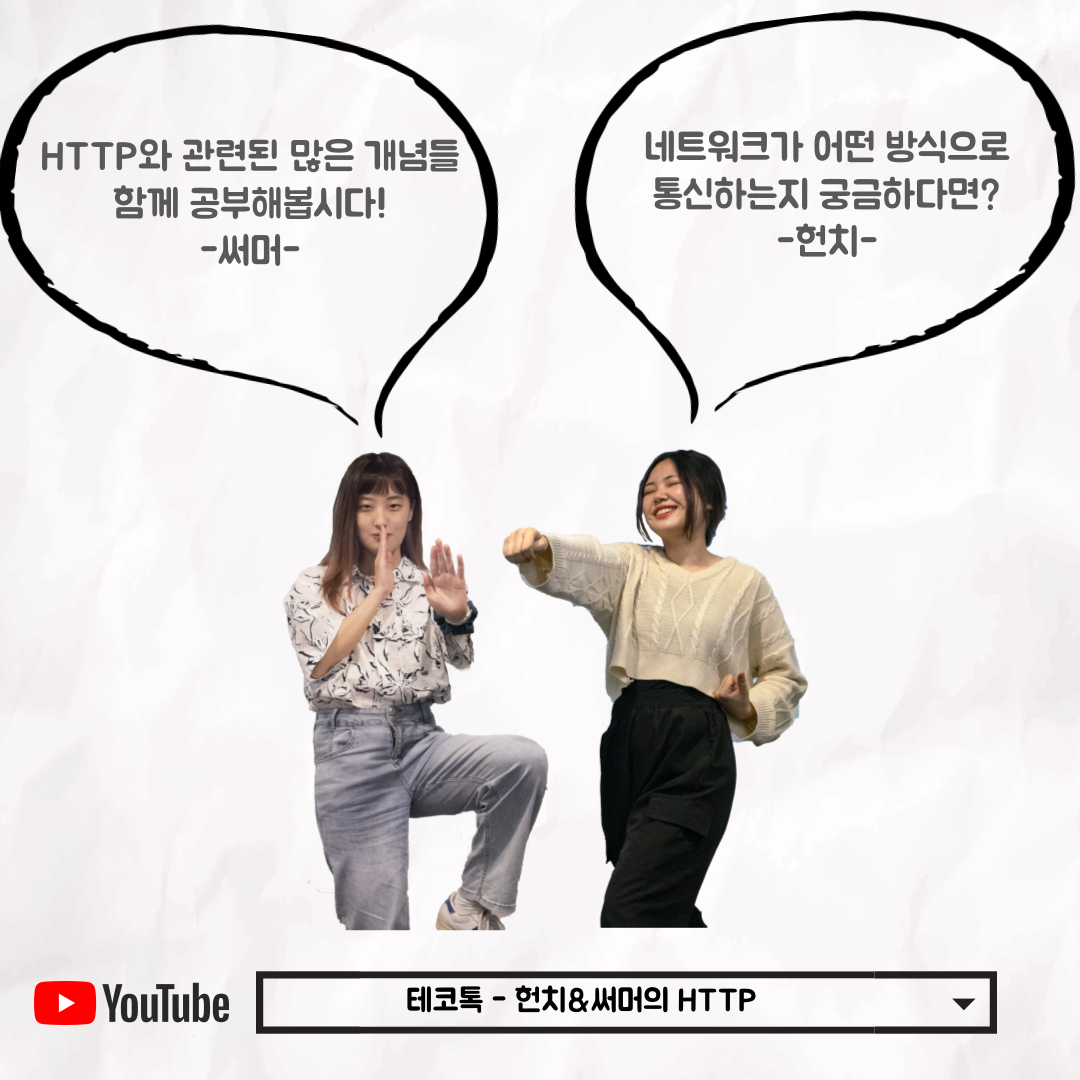 HTTP와 관련된 많은 개념들
함께 공부해봅시다!
-써머-
네트워크가 어떤 방식으로
통신하는지 궁금하다면?
-헌치-
YouTube
테코톡 - 헌치&써머의 HTTP